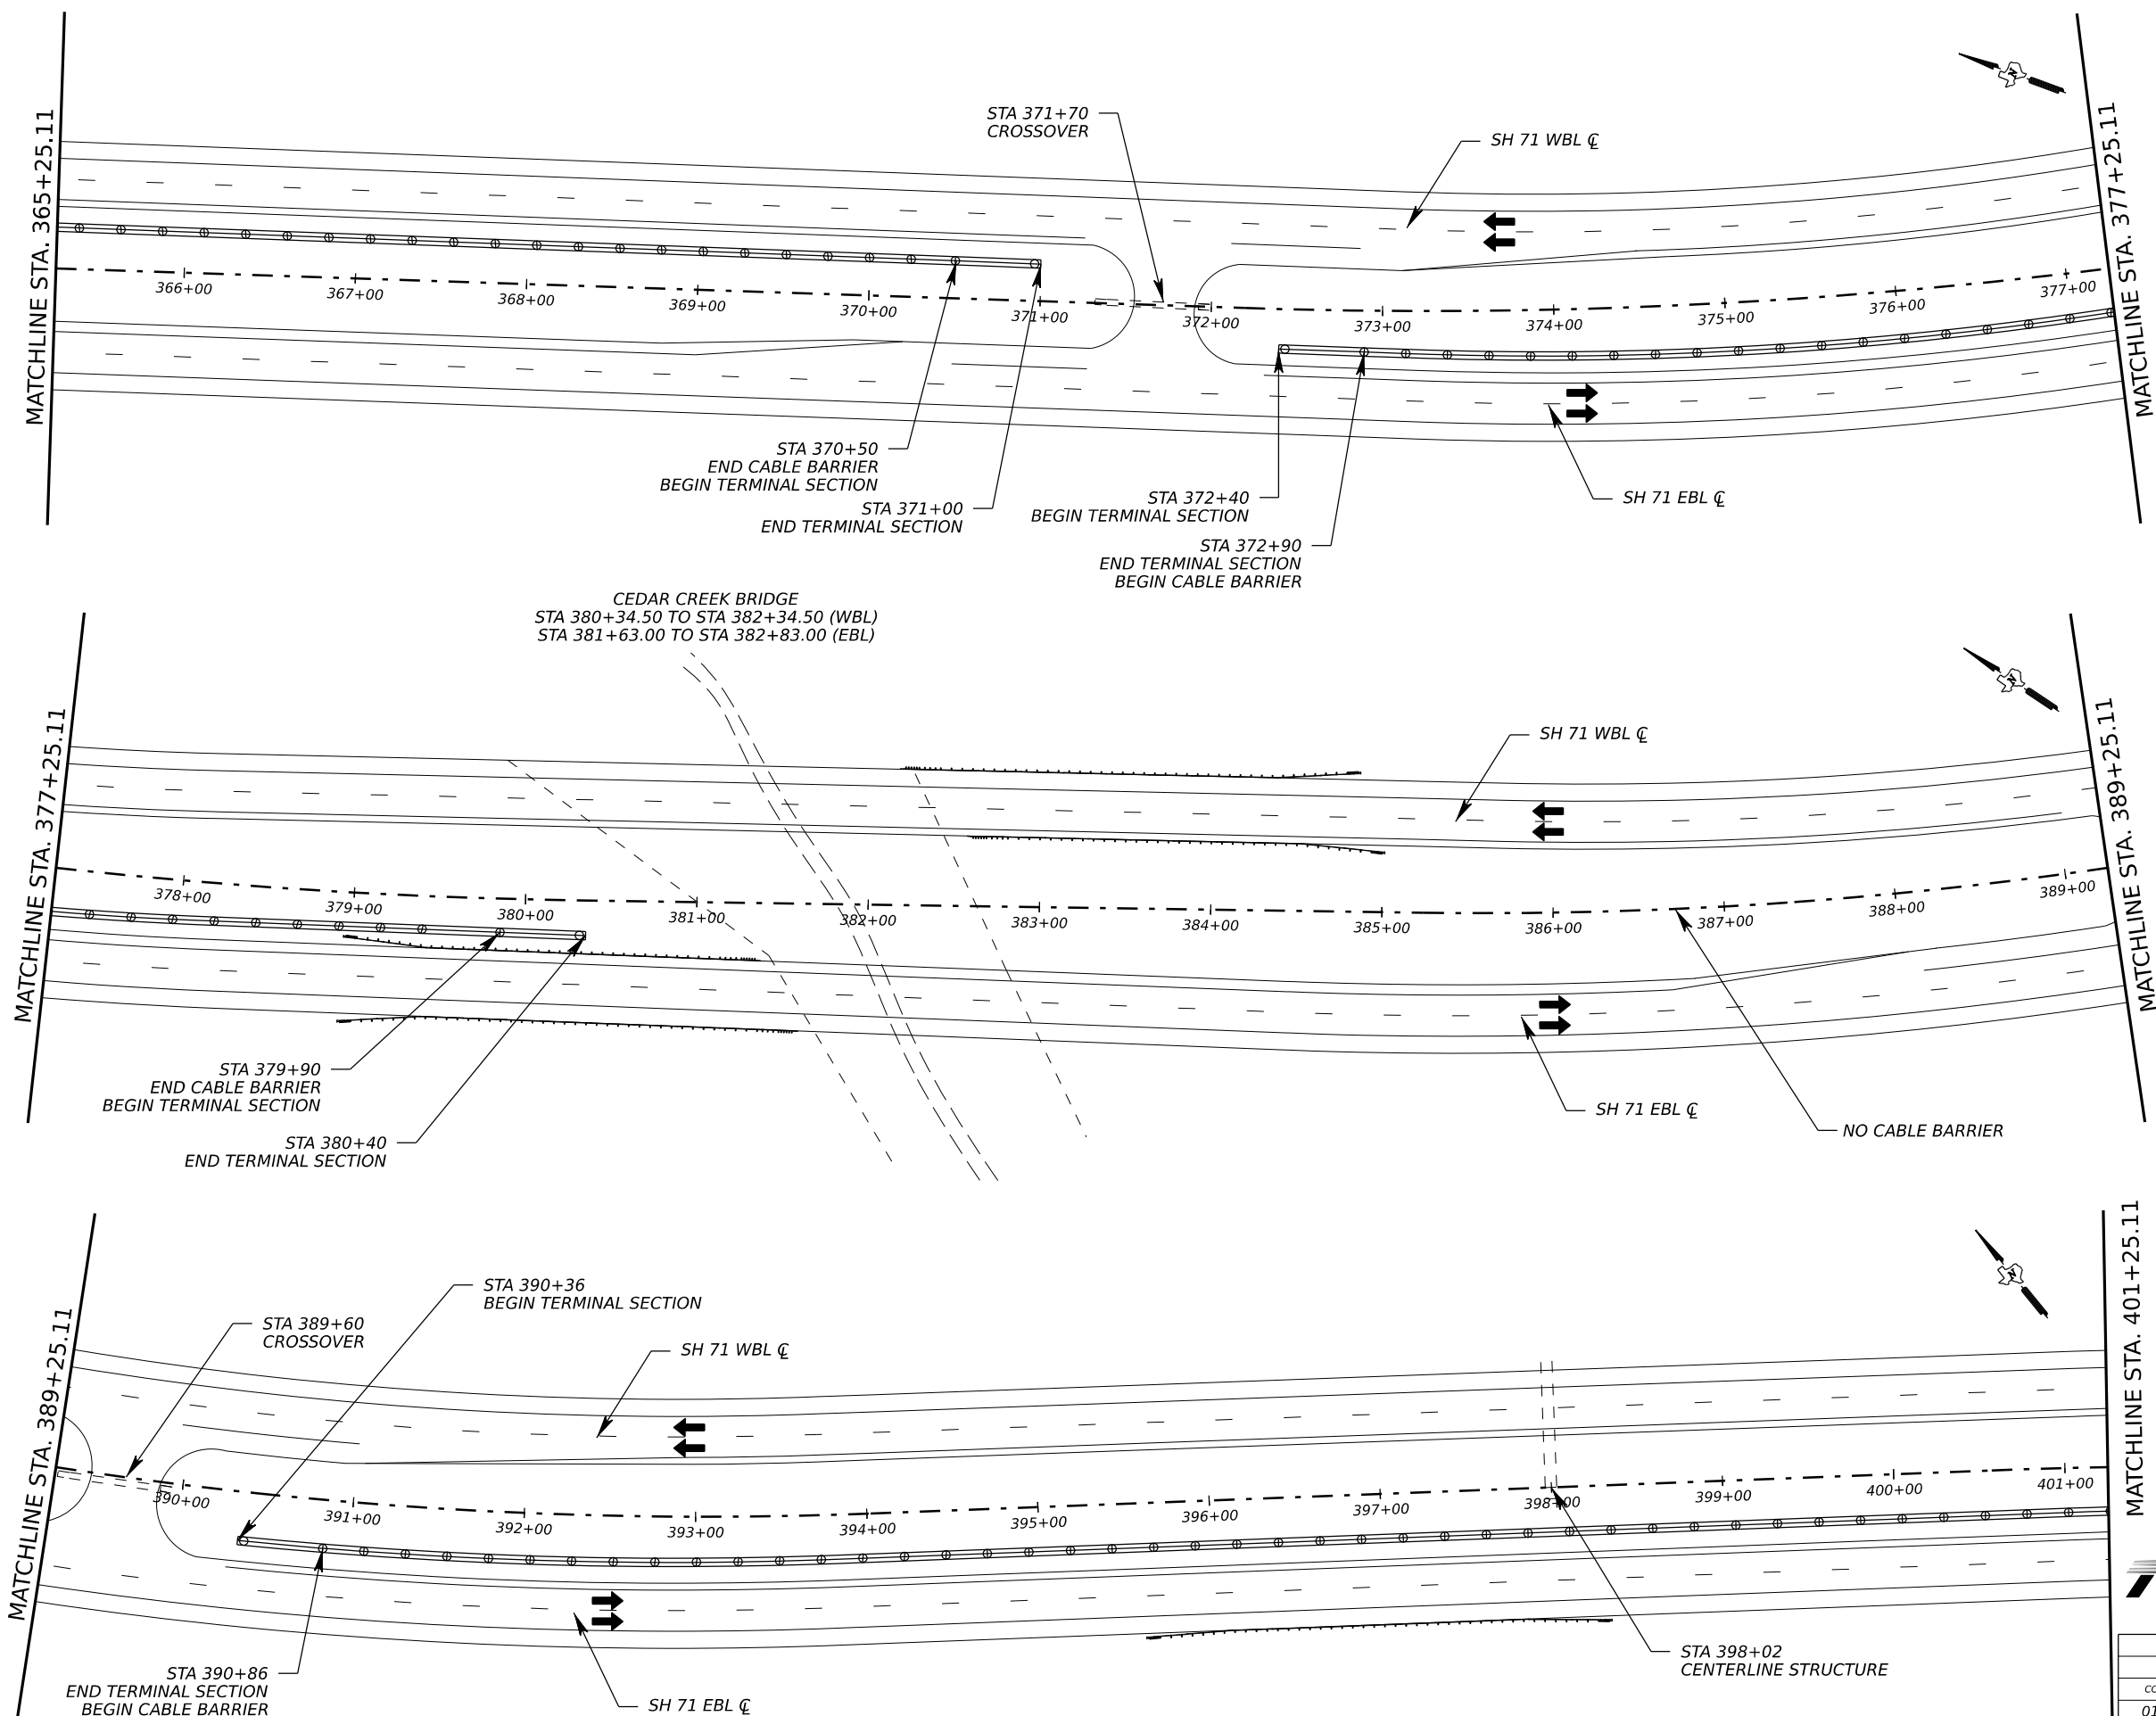 MATCHLINE STA. 365+25.11
STA 371+70
CROSSOVER
SH 71 WBL ℄
N
MATCHLINE STA. 377+25.11
366+00
367+00
368+00
369+00
370+00
371+00
372+00
373+00
374+00
375+00
376+00
377+00
STA 370+50
END CABLE BARRIER
BEGIN TERMINAL SECTION
STA 371+00
END TERMINAL SECTION
STA 372+40
BEGIN TERMINAL SECTION
STA 372+90
END TERMINAL SECTION
BEGIN CABLE BARRIER
SH 71 EBL ℄
CEDAR CREEK BRIDGE
STA 380+34.50 TO STA 382+34.50 (WBL)
STA 381+63.00 TO STA 382+83.00 (EBL)
MATCHLINE STA. 377+25.11
SH 71 WBL ℄
N
MATCHLINE STA. 389+25.11
378+00
379+00
380+00
381+00
382+00
383+00
384+00
385+00
386+00
387+00
388+00
389+00
STA 379+90
END CABLE BARRIER
BEGIN TERMINAL SECTION
STA 380+40
END TERMINAL SECTION
SH 71 EBL ℄
NO CABLE BARRIER
MATCHLINE STA. 389+25.11
STA 390+36
BEGIN TERMINAL SECTION
STA 389+60
CROSSOVER
SH 71 WBL ℄
N
MATCHLINE STA. 401+25.11
390+00
391+00
392+00
393+00
394+00
395+00
396+00
397+00
398+00
399+00
400+00
401+00
STA 390+86
END TERMINAL SECTION
BEGIN CABLE BARRIER
SH 71 EBL ℄
STA 398+02
CENTERLINE STRUCTURE